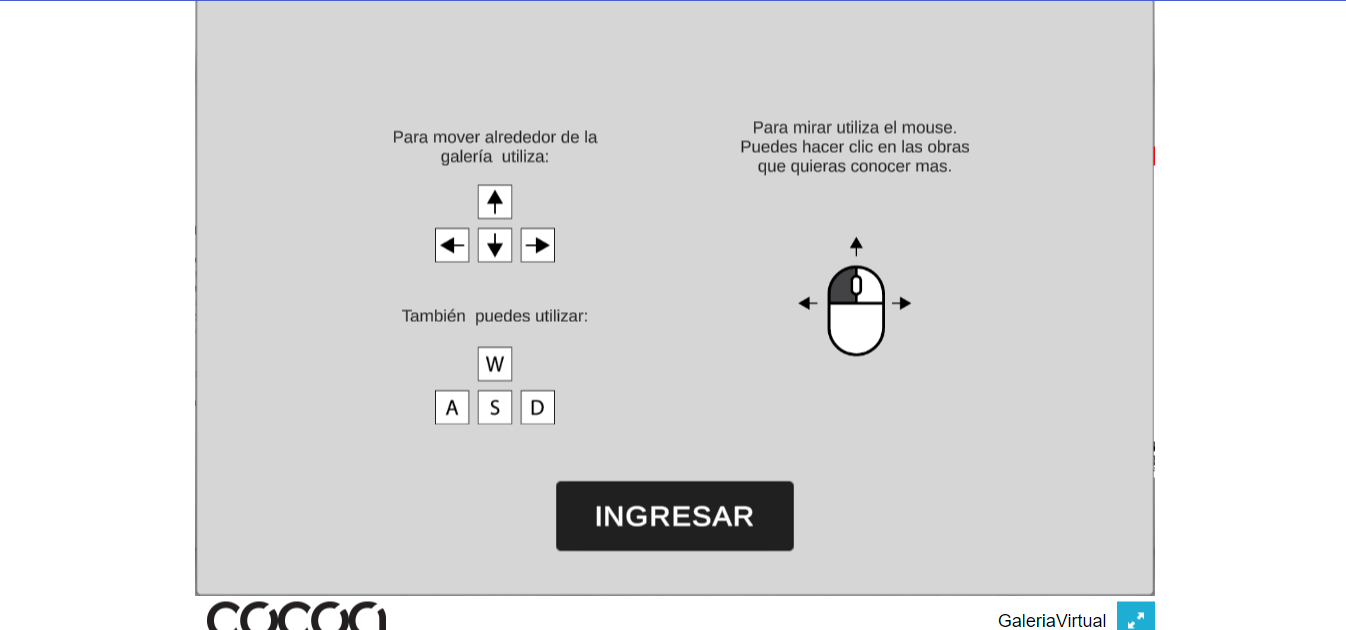 Para mover alrededor de la
galería utiliza:
También puedes utilizar:
W
A S D
Para mirar utiliza el mouse.
Puedes hacer clic en las obras
que quieras conocer mas.
INGRESAR
GaleriaVirtual